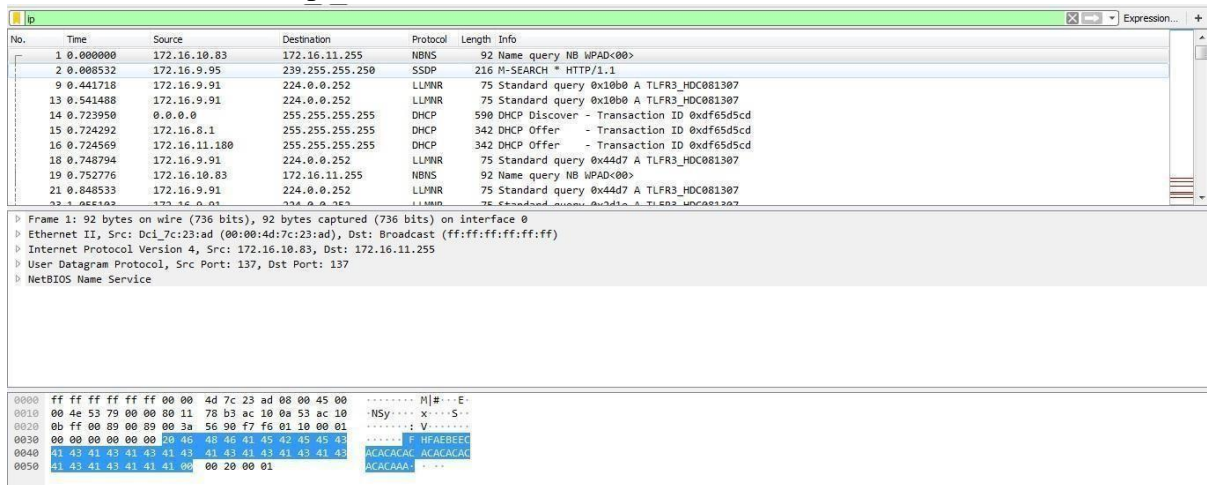 ip Expression... +
No. Time Source Destination Protocol Length Info
1 0.000000 172.16.10.83 172.16.11.255 NBNS 92 Name query NB WPAD<00>
2 0.008532 172.16.9.95 239.255.255.250 SSDP 216 M-SEARCH * HTTP/1.1
9 0.441718 172.16.9.91 224.0.0.252 LLMNR 75 Standard query 0x10b0 A TLFR3_HDC081307
13 0.541488 172.16.9.91 224.0.0.252 LLMNR 75 Standard query 0x10b0 A TLFR3_HDC081307
14 0.723950 0.0.0.0 255.255.255.255 DHCP 590 DHCP Discover - Transaction ID 0xdf65d5cd
15 0.724292 172.16.8.1 255.255.255.255 DHCP 342 DHCP Offer - Transaction ID 0xdf65d5cd
16 0.724569 172.16.11.180 255.255.255.255 DHCP 342 DHCP Offer - Transaction ID 0xdf65d5cd
18 0.748794 172.16.9.91 224.0.0.252 LLMNR 75 Standard query 0x44d7 A TLFR3_HDC081307
19 0.752776 172.16.10.83 172.16.11.255 NBNS 92 Name query NB WPAD<00>
21 0.848533 172.16.9.91 224.0.0.252 LLMNR 75 Standard query 0x44d7 A TLFR3_HDC081307
Frame 1: 92 bytes on wire (736 bits), 92 bytes captured (736 bits) on interface 0
Ethernet II, Src: Dci_7c:23:ad (00:00:4d:7c:23:ad), Dst: Broadcast (ff:ff:ff:ff:ff:ff)
Internet Protocol Version 4, Src: 172.16.10.83, Dst: 172.16.11.255
User Datagram Protocol, Src Port: 137, Dst Port: 137
NetBIOS Name Service
0000 ff ff ff ff ff ff 00 00 4d 7c 23 ad 08 00 45 00 ········ M|#···E·
0010 00 4e 53 79 00 00 80 11 78 b3 ac 10 0a 53 ac 10 ·NSy···· x····S··
0020 0b ff 00 89 00 89 00 3a 56 90 f7 f6 01 10 00 01 ·······: V·······
0030 00 00 00 00 00 00 20 46 48 46 41 45 42 45 45 43 ······ F HFAEBEEC
0040 41 43 41 43 41 43 41 43 41 43 41 43 41 43 41 43 ACACACAC ACACACAC
0050 41 43 41 43 41 41 41 00 00 20 00 01 ACACAAA· · ··